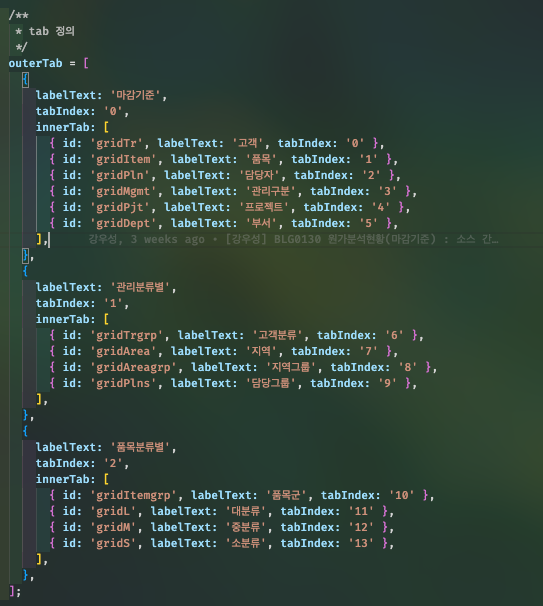 /**
 * tab 정의
 */
outerTab = [
  {
    labelText: '마감기준',
    tabIndex: '0',
    innerTab: [
      { id: 'gridTr', labelText: '고객', tabIndex: '0' },
      { id: 'gridItem', labelText: '품목', tabIndex: '1' },
      { id: 'gridPln', labelText: '담당자', tabIndex: '2' },
      { id: 'gridMgmt', labelText: '관리구분', tabIndex: '3' },
      { id: 'gridPjt', labelText: '프로젝트', tabIndex: '4' },
      { id: 'gridDept', labelText: '부서', tabIndex: '5' },
    ], 강우성, 3 weeks ago • [강우성] BLG0130 원가분석현황(마감기준) : 소스 간…
  },
  {
    labelText: '관리분류별',
    tabIndex: '1',
    innerTab: [
      { id: 'gridTrgrp', labelText: '고객분류', tabIndex: '6' },
      { id: 'gridArea', labelText: '지역', tabIndex: '7' },
      { id: 'gridAreagrp', labelText: '지역그룹', tabIndex: '8' },
      { id: 'gridPlns', labelText: '담당그룹', tabIndex: '9' },
    ],
  },
  {
    labelText: '품목분류별',
    tabIndex: '2',
    innerTab: [
      { id: 'gridItemgrp', labelText: '품목군', tabIndex: '10' },
      { id: 'gridL', labelText: '대분류', tabIndex: '11' },
      { id: 'gridM', labelText: '중분류', tabIndex: '12' },
      { id: 'gridS', labelText: '소분류', tabIndex: '13' },
    ],
  },
];